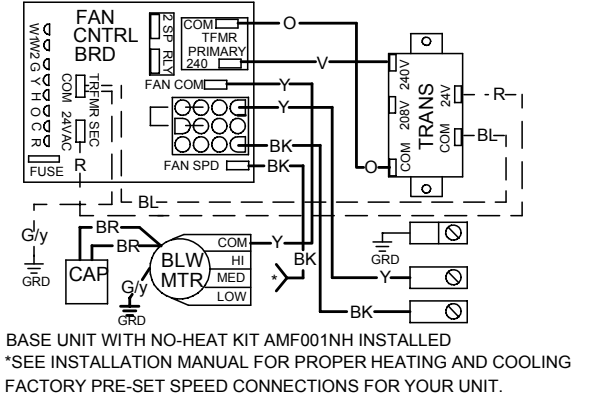 FAN
CNTRL
BRD
2 SP RLY
COM
TFMR
PRIMARY
240
O
V
W1W2 G Y H O C R
TRFMR SEC
COM 24VAC
FAN COM
Y
Y
BK
FAN SPD
BK
FUSE
R
TRANS
240V
208V
COM
24V
COM
R
BL
O
BL
G/y
GRD
BR
BR
CAP
BLW
MTR
COM
HI
MED
LOW
Y
BK
*
G/y
GRD
GRD
Y
BK
BASE UNIT WITH NO-HEAT KIT AMF001NH INSTALLED
*SEE INSTALLATION MANUAL FOR PROPER HEATING AND COOLING
FACTORY PRE-SET SPEED CONNECTIONS FOR YOUR UNIT.